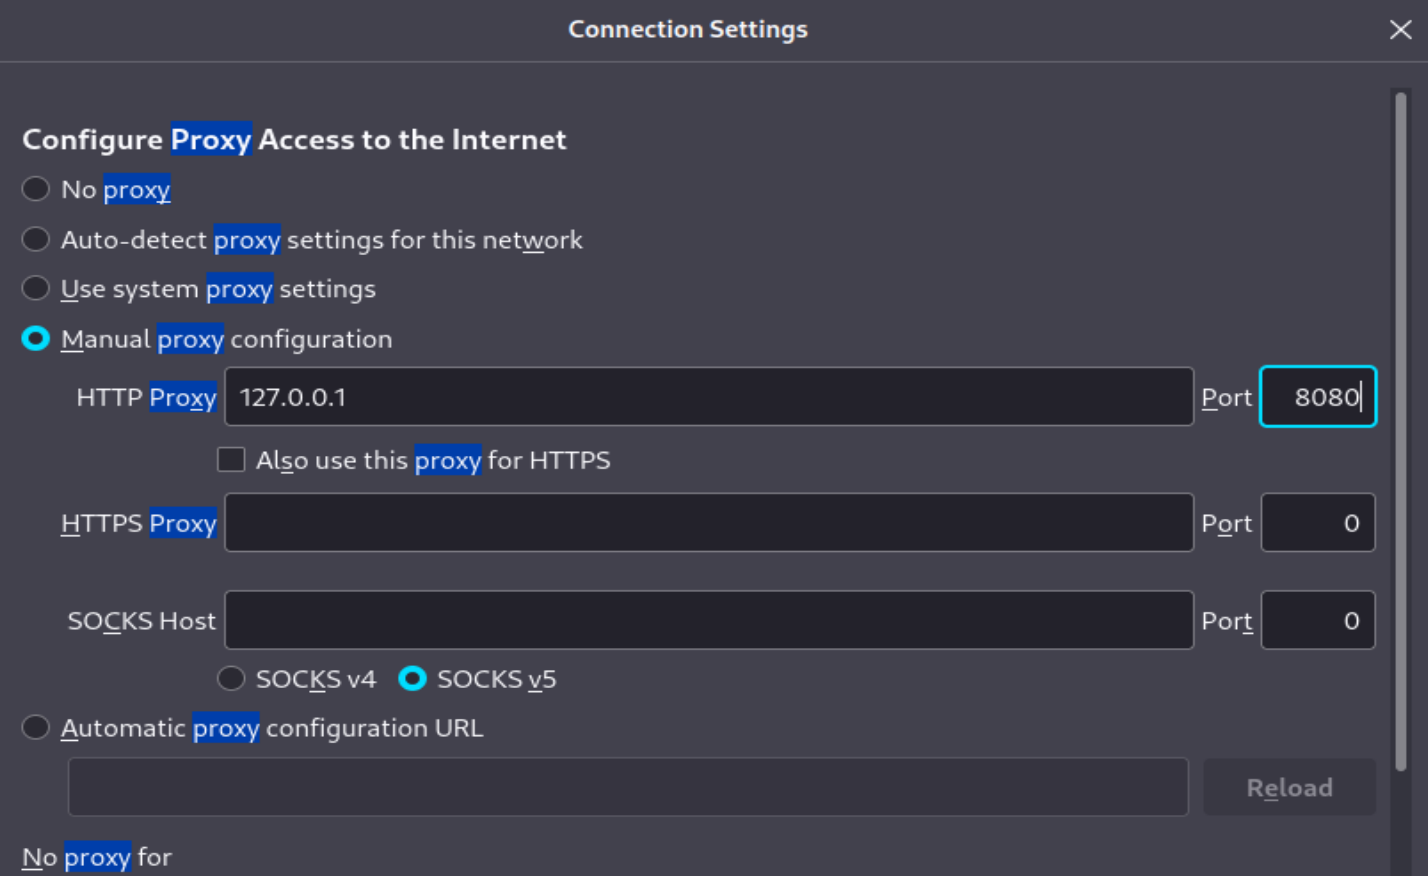 Connection Settings
Configure Proxy Access to the Internet
No proxy
Auto-detect proxy settings for this network
Use system proxy settings
Manual proxy configuration
HTTP Proxy 127.0.0.1 Port 8080
Also use this proxy for HTTPS
HTTPS Proxy Port 0
SOCKS Host Port 0
SOCKS v4 SOCKS v5
Automatic proxy configuration URL
Reload
No proxy for